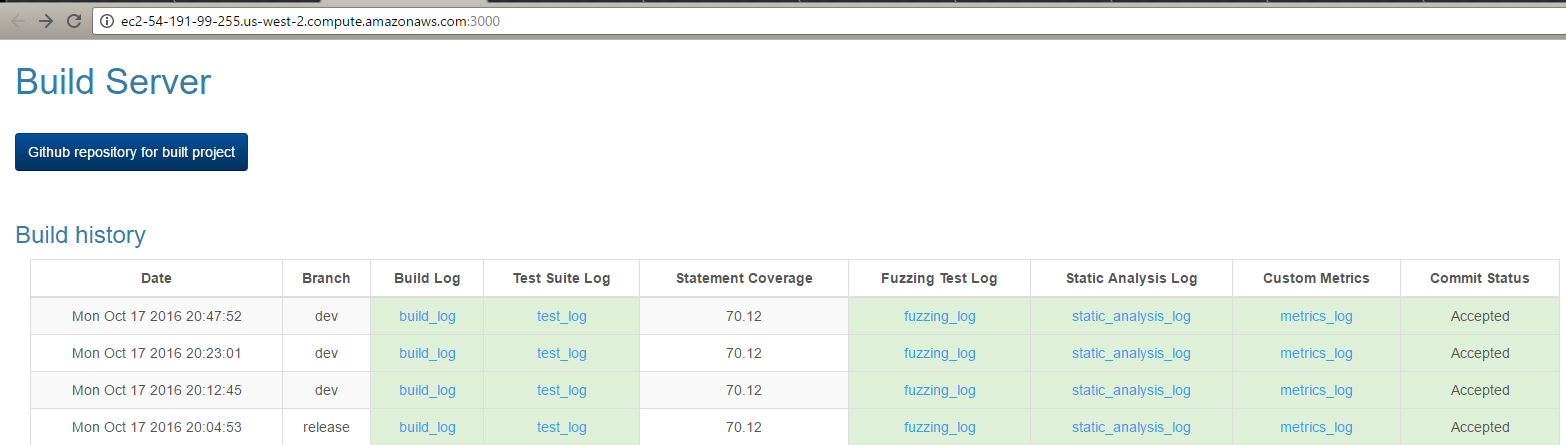 ec2-54-191-99-255.us-west-2.compute.amazonaws.com:3000
Build Server
Github repository for built project
Build history
Date Branch Build Log Test Suite Log Statement Coverage Fuzzing Test Log Static Analysis Log Custom Metrics Commit Status
Mon Oct 17 2016 20:47:52 dev build_log test_log 70.12 fuzzing_log static_analysis_log metrics_log Accepted
Mon Oct 17 2016 20:23:01 dev build_log test_log 70.12 fuzzing_log static_analysis_log metrics_log Accepted
Mon Oct 17 2016 20:12:45 dev build_log test_log 70.12 fuzzing_log static_analysis_log metrics_log Accepted
Mon Oct 17 2016 20:04:53 release build_log test_log 70.12 fuzzing_log static_analysis_log metrics_log Accepted